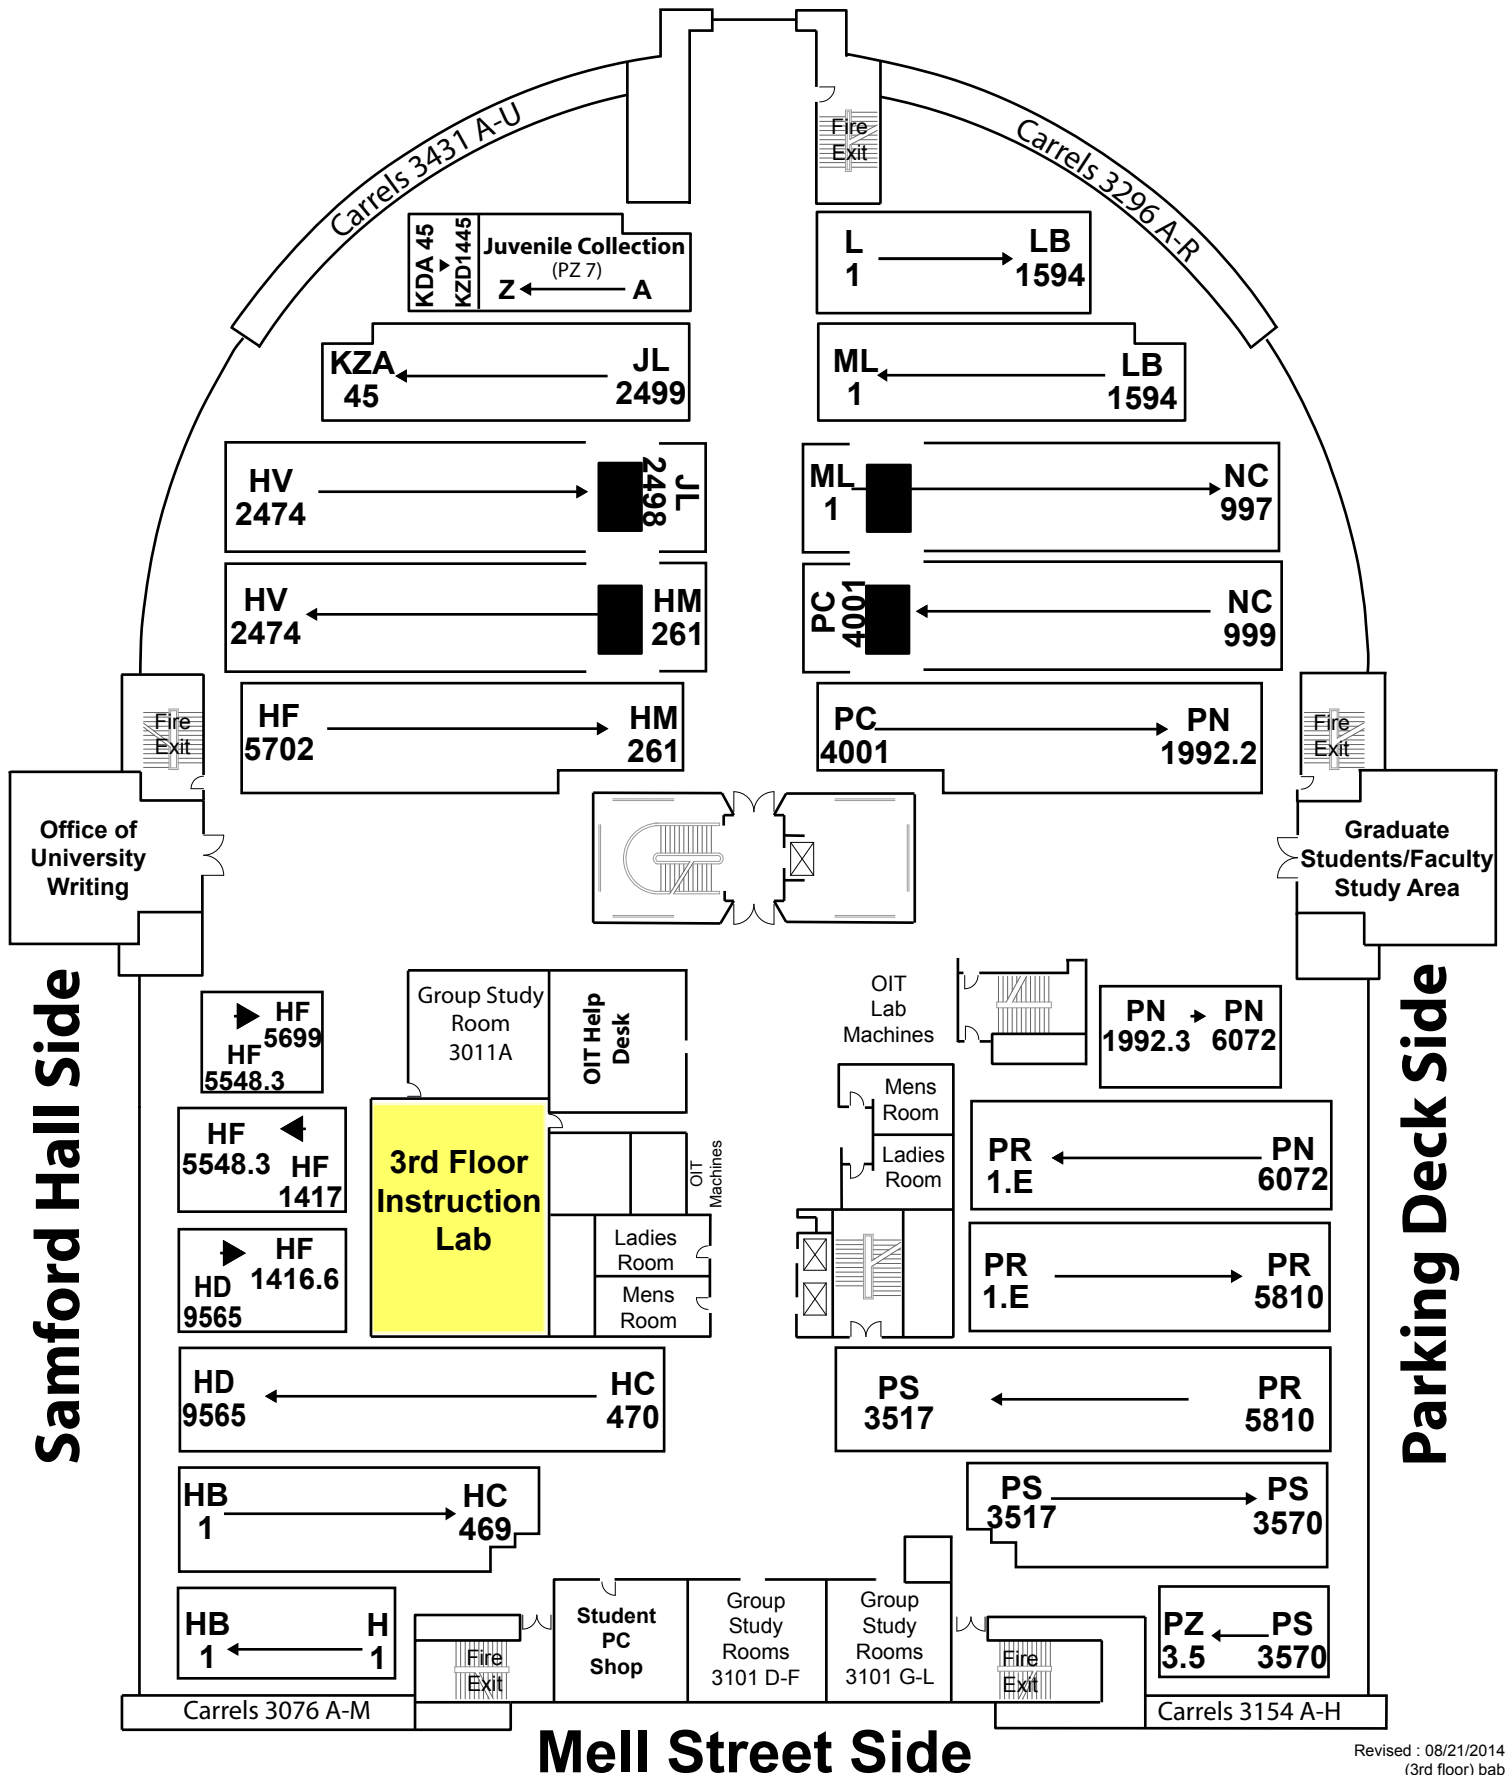 Carrels 3431 A-U
Carrels 3296 A-R
Fire
Exit
KDA 45
KZD1445
Juvenile Collection
(PZ 7)
Z
A
L
1
LB
1594
KZA
45
JL
2499
ML
1
LB
1594
HV
2474
JL
2498
ML
1
NC
997
HV
2474
HM
261
PC
4001
NC
999
HF
5702
HM
261
PC
4001
PN
1992.2
Fire
Exit
Fire
Exit
Office of
University
Writing
Graduate
Students/Faculty
Study Area
Samford Hall Side
Parking Deck Side
HF
5699
HF
5548.3
Group Study
Room
3011A
OIT Help
Desk
OIT
Lab
Machines
PN
1992.3
PN
6072
HF
5548.3
HF
1417
3rd Floor
Instruction
Lab
OIT
Machines
Mens
Room
Ladies
Room
PR
1.E
PN
6072
HF
1416.6
HD
9565
Ladies
Room
Mens
Room
PR
1.E
PR
5810
HD
9565
HC
470
PS
3517
PR
5810
HB
1
HC
469
PS
3517
PS
3570
HB
1
H
1
Fire
Exit
Student
PC
Shop
Group
Study
Rooms
3101 D-F
Group
Study
Rooms
3101 G-L
Fire
Exit
PZ
3.5
PS
3570
Carrels 3076 A-M
Carrels 3154 A-H
Mell Street Side
Revised : 08/21/2014
(3rd floor) bab